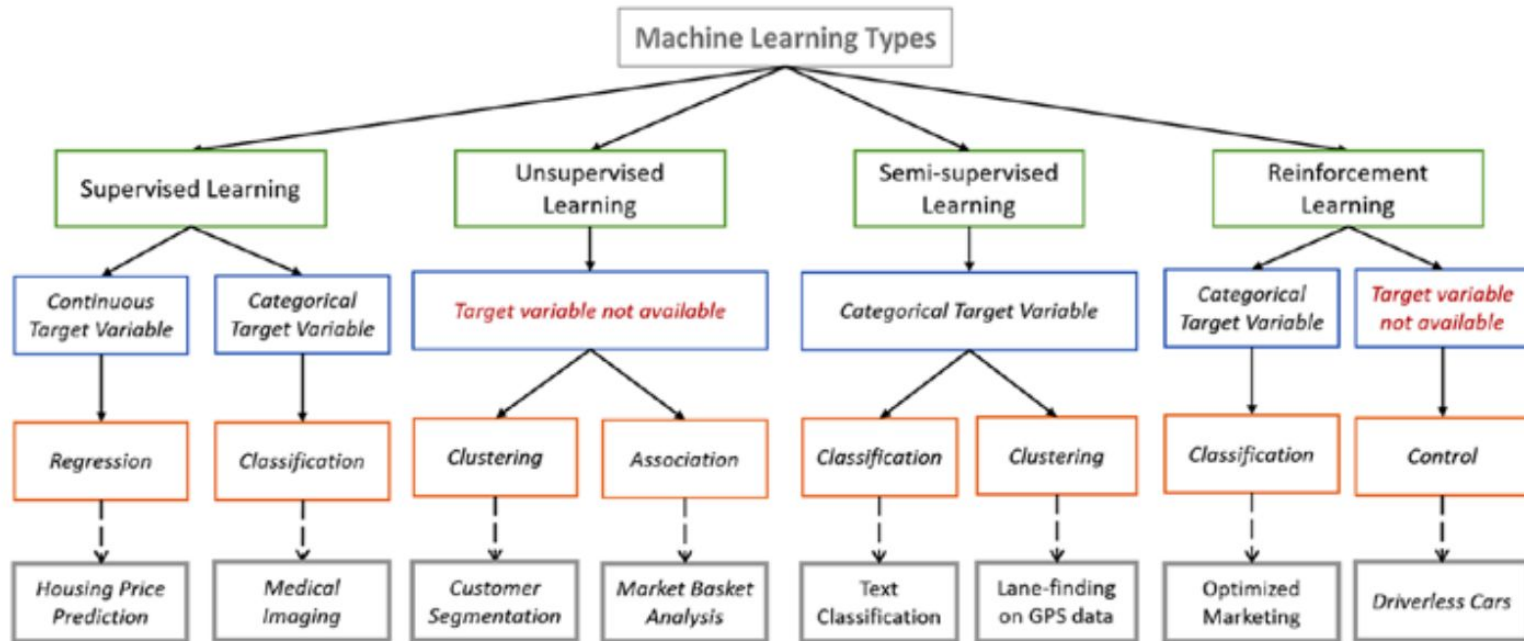 Machine Learning Types
Supervised Learning
Unsupervised
Learning
Semi-supervised
Learning
Reinforcement
Learning
Continuous
Target Variable
Categorical
Target Variable
Target variable not available
Categorical Target Variable
Categorical
Target Variable
Target variable
not available
Regression
Classification
Clustering
Association
Classification
Clustering
Classification
Control
Housing Price
Prediction
Medical
Imaging
Customer
Segmentation
Market Basket
Analysis
Text
Classification
Lane-finding
on GPS data
Optimized
Marketing
Driverless Cars